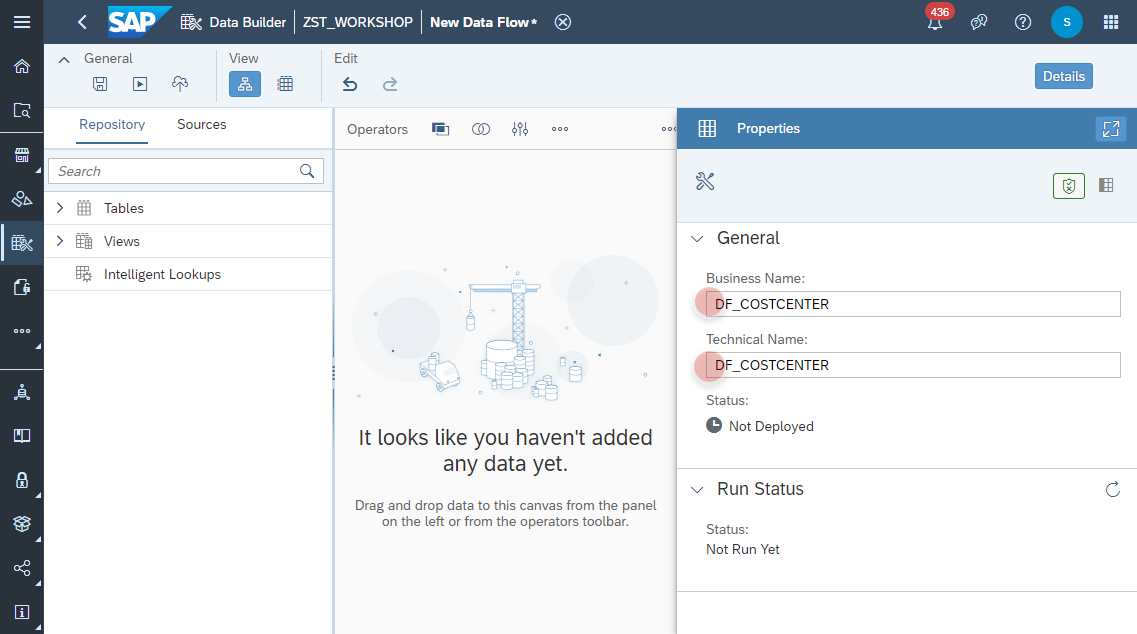 SAP Data Builder ZST_WORKSHOP New Data Flow* 436 S
General View Edit
Details
Repository Sources
Operators
Properties
Search
Tables
Views
Intelligent Lookups
It looks like you haven't added
any data yet.
Drag and drop data to this canvas from the panel
on the left or from the operators toolbar.
General
Business Name:
DF_COSTCENTER
Technical Name:
DF_COSTCENTER
Status:
Not Deployed
Run Status
Status:
Not Run Yet